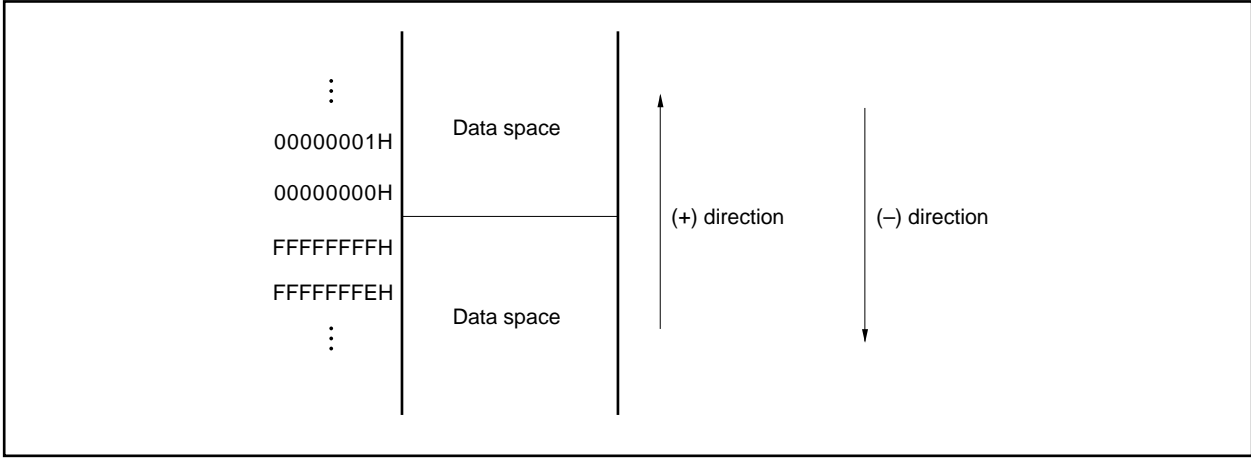 ⋮
00000001H
00000000H
FFFFFFFFH
FFFFFFFEH
⋮
Data space
Data space
(+) direction
(–) direction